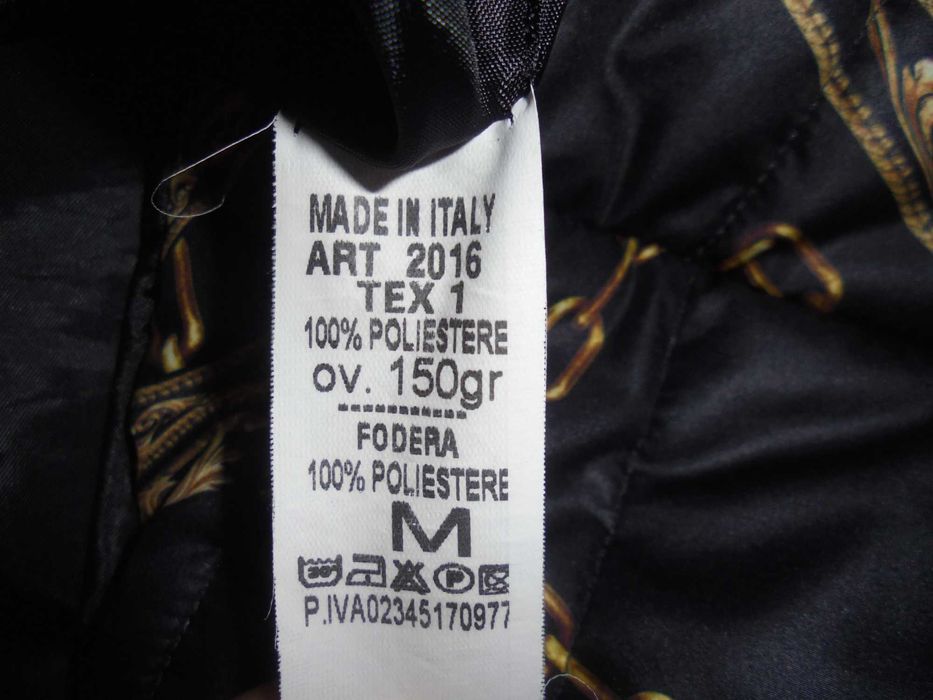 MADE IN ITALY
ART 2016
TEX 1
100% POLIESTERE
ov. 150gr
FODERA
100% POLIESTERE
M
P
P.IVA02345170977